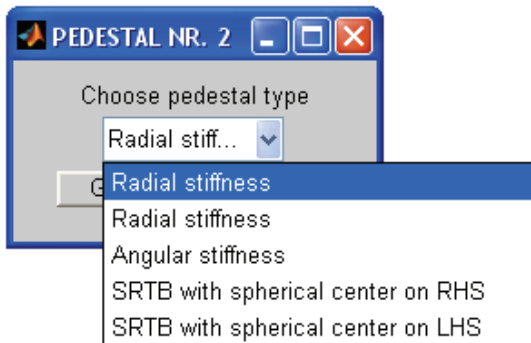 PEDESTAL NR. 2
Choose pedestal type
Radial stiff...
Radial stiffness
Radial stiffness
Angular stiffness
SRTB with spherical center on RHS
SRTB with spherical center on LHS